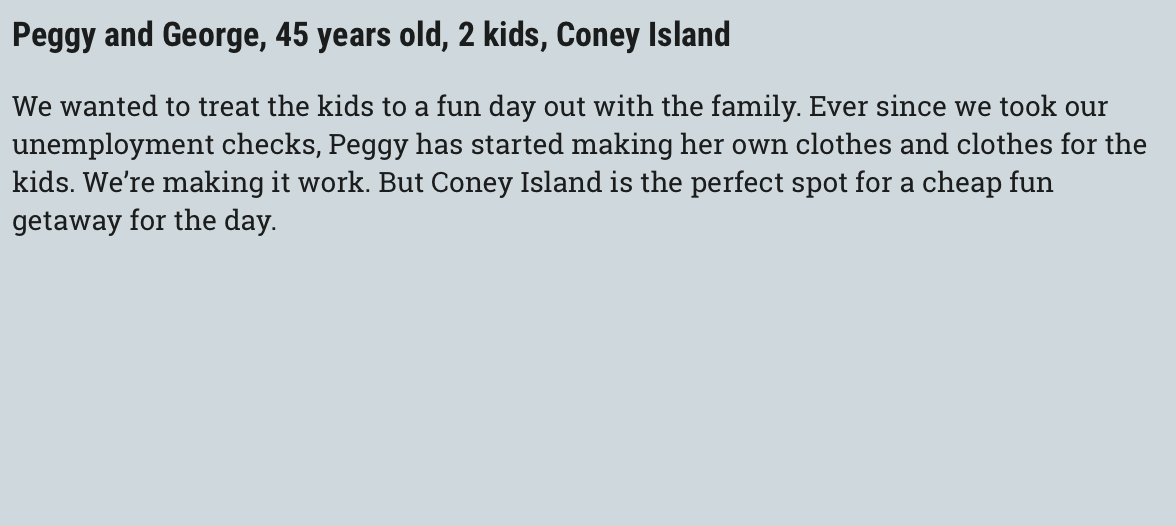 Peggy and George, 45 years old, 2 kids, Coney Island
We wanted to treat the kids to a fun day out with the family. Ever since we took our
unemployment checks, Peggy has started making her own clothes and clothes for the
kids. We’re making it work. But Coney Island is the perfect spot for a cheap fun
getaway for the day.